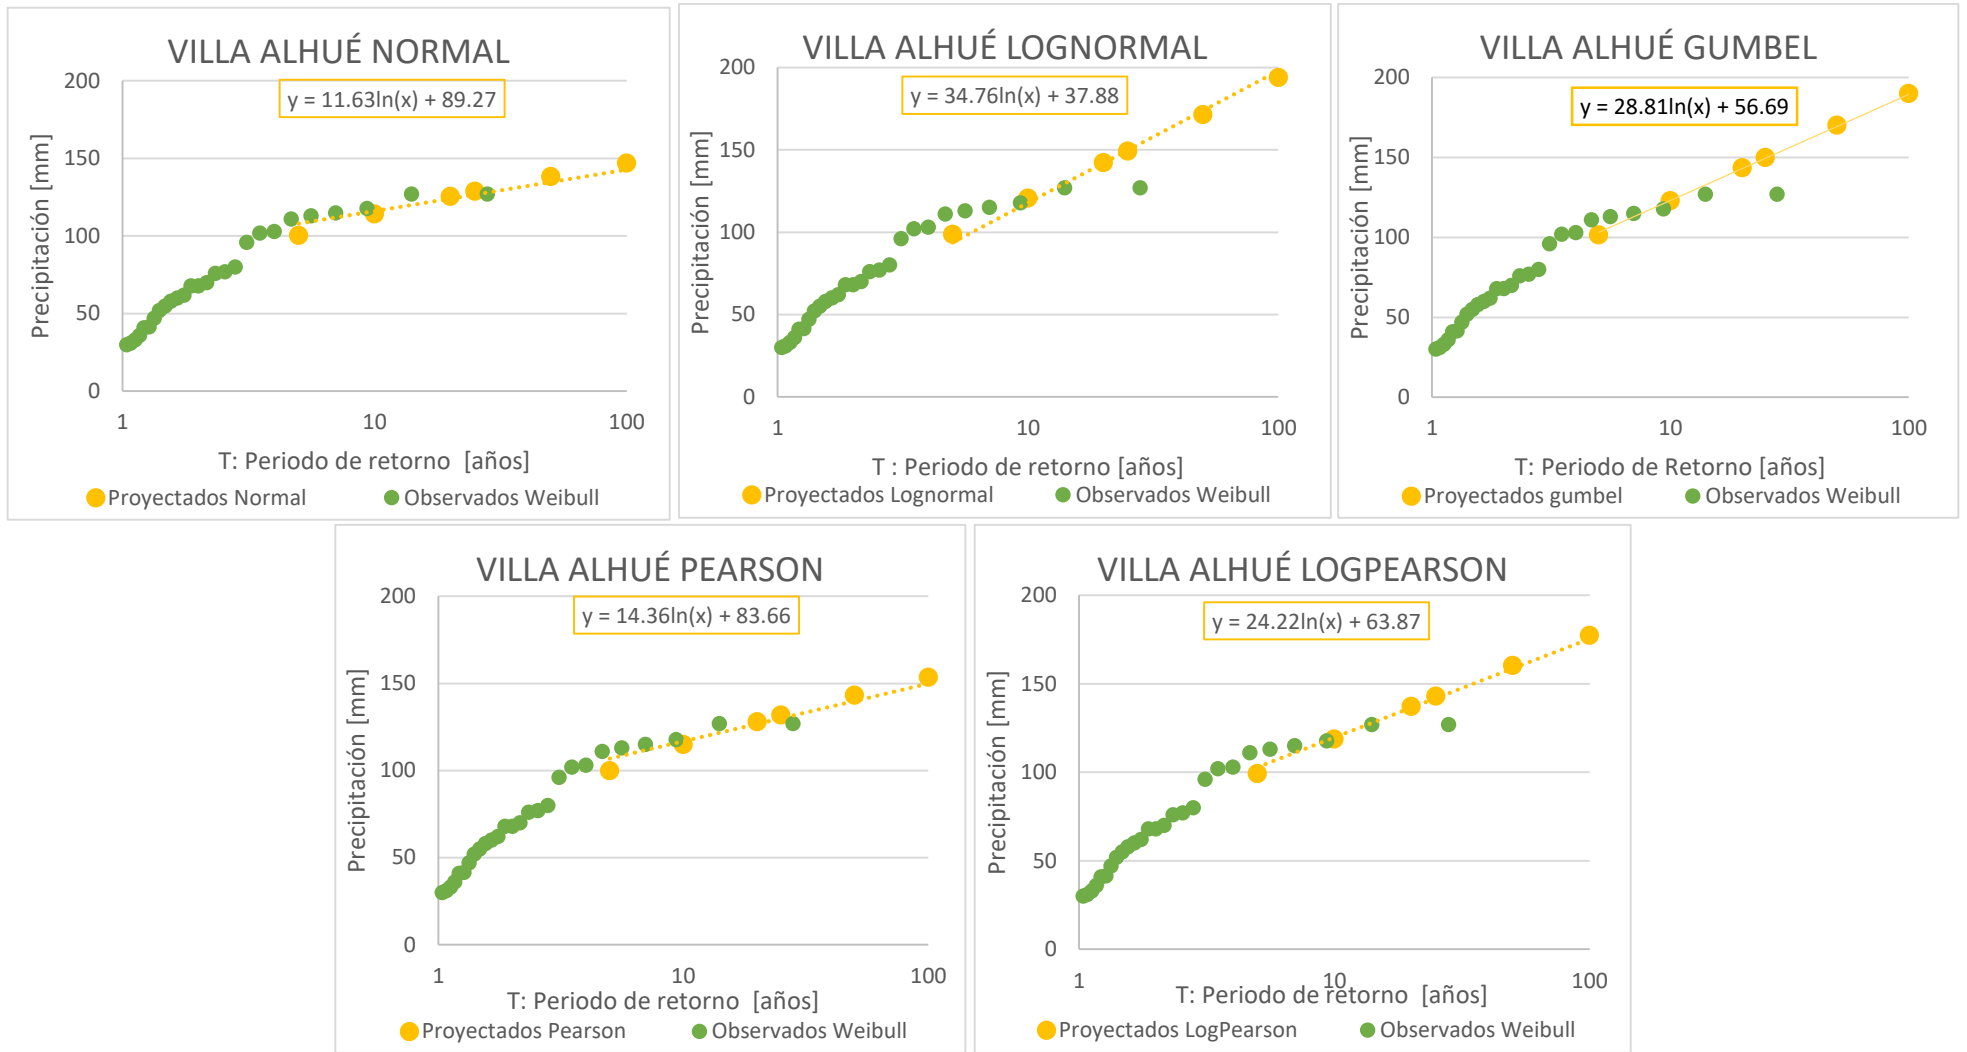 VILLA ALHUÉ NORMAL
y = 11.63ln(x) + 89.27
Precipitación [mm]
200
150
100
50
0
1 10 100
T: Periodo de retorno [años]
Proyectados Normal Observados Weibull
VILLA ALHUÉ LOGNORMAL
y = 34.76ln(x) + 37.88
Precipitación [mm]
200
150
100
50
0
1 10 100
T : Periodo de retorno [años]
Proyectados Lognormal Observados Weibull
VILLA ALHUÉ GUMBEL
y = 28.81ln(x) + 56.69
Precipitación [mm]
200
150
100
50
0
1 10 100
T: Periodo de Retorno [años]
Proyectados gumbel Observados Weibull
VILLA ALHUÉ PEARSON
y = 14.36ln(x) + 83.66
Precipitación [mm]
200
150
100
50
0
1 10 100
T: Periodo de retorno [años]
Proyectados Pearson Observados Weibull
VILLA ALHUÉ LOGPEARSON
y = 24.22ln(x) + 63.87
Precipitación [mm]
200
150
100
50
0
1 10 100
T: Periodo de retorno [años]
Proyectados LogPearson Observados Weibull